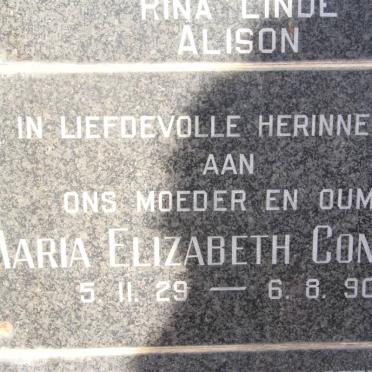 RINA LINDE
ALISON
IN LIEFDEVOLLE HERINNE
AAN
ONS MOEDER EN OUM
MARIA ELIZABETH CON
5. 11. 29 — 6. 8. 90